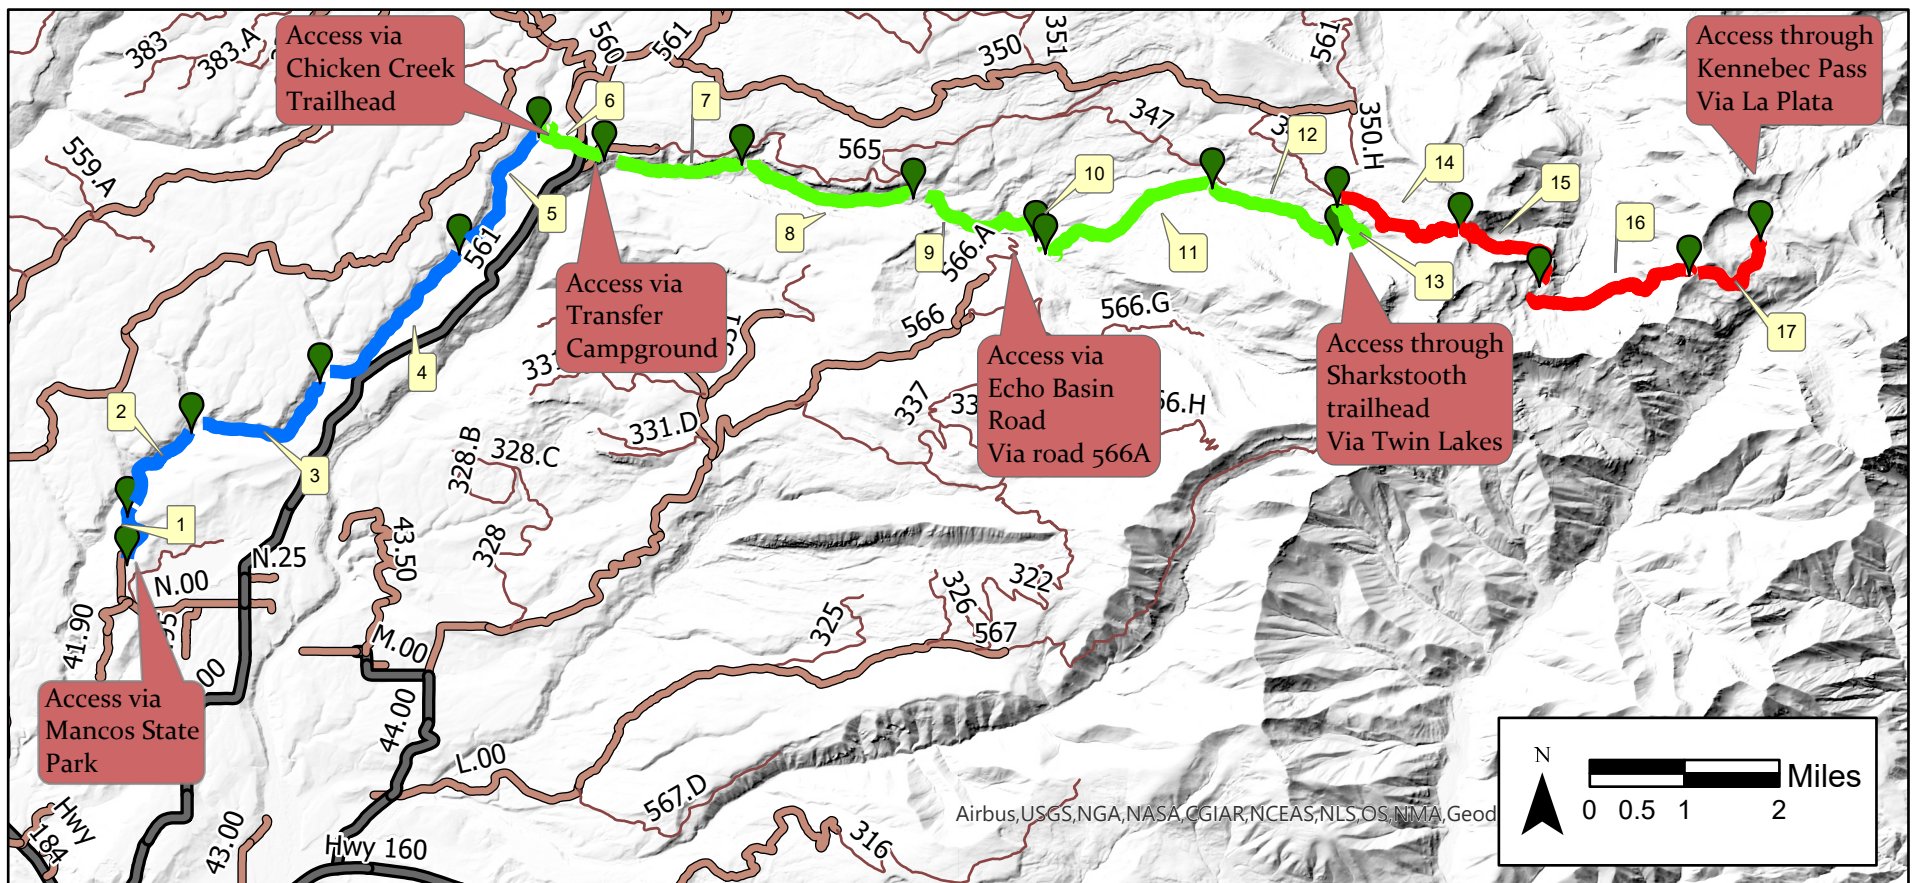 383
383.A
Access via
Chicken Creek
Trailhead
560
561
350
351
561
Access through
Kennebec Pass
Via La Plata
6
7
347
12
350.H
559.A
565
14
15
10
5
561
8
9
566.A
11
13
16
17
Access via
Transfer
Campground
566
566.G
4
Access via
Echo Basin
Road
Via road 566A
Access through
Sharkstooth
trailhead
Via Twin Lakes
2
3
337
331.D
328.B
328.C
1
N.25
N.00
43.50
328
41.90
M.00
325
326
322
567
Access via
Mancos State
Park
44.00
L.00
567.D
Hwy
184
43.00
Hwy 160
316
Airbus,USGS,NGA,NASA,CGIAR,NCEAS,NLS,OS,NMA,Geod
N
Miles
0 0.5 1 2